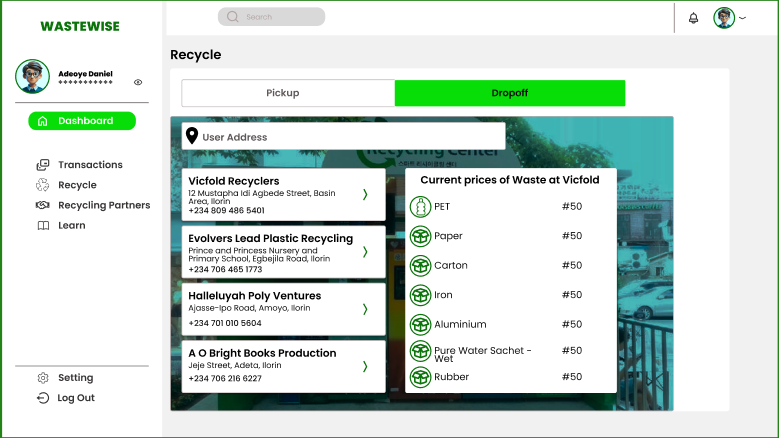 WASTEWISE
Search
Adeoye Daniel
***********
Dashboard
Transactions
Recycle
Recycling Partners
Learn
Setting
Log Out
Recycle
Pickup
Dropoff
User Address
Recycling Center
Vicfold Recyclers
12 Mustapha Idi Agbede Street, Basin
Area, Ilorin
+234 809 486 5401
Evolvers Lead Plastic Recycling
Prince and Princess Nursery and
Primary School, Egbejila Road, Ilorin
+234 706 465 1773
Halleluyah Poly Ventures
Ajasse-Ipo Road, Amoyo, Ilorin
+234 701 010 5604
A O Bright Books Production
Jeje Street, Adeta, Ilorin
+234 706 216 6227
Current prices of Waste at Vicfold
PET #50
Paper #50
Carton #50
Iron #50
Aluminium #50
Pure Water Sachet - #50
Wet
Rubber #50